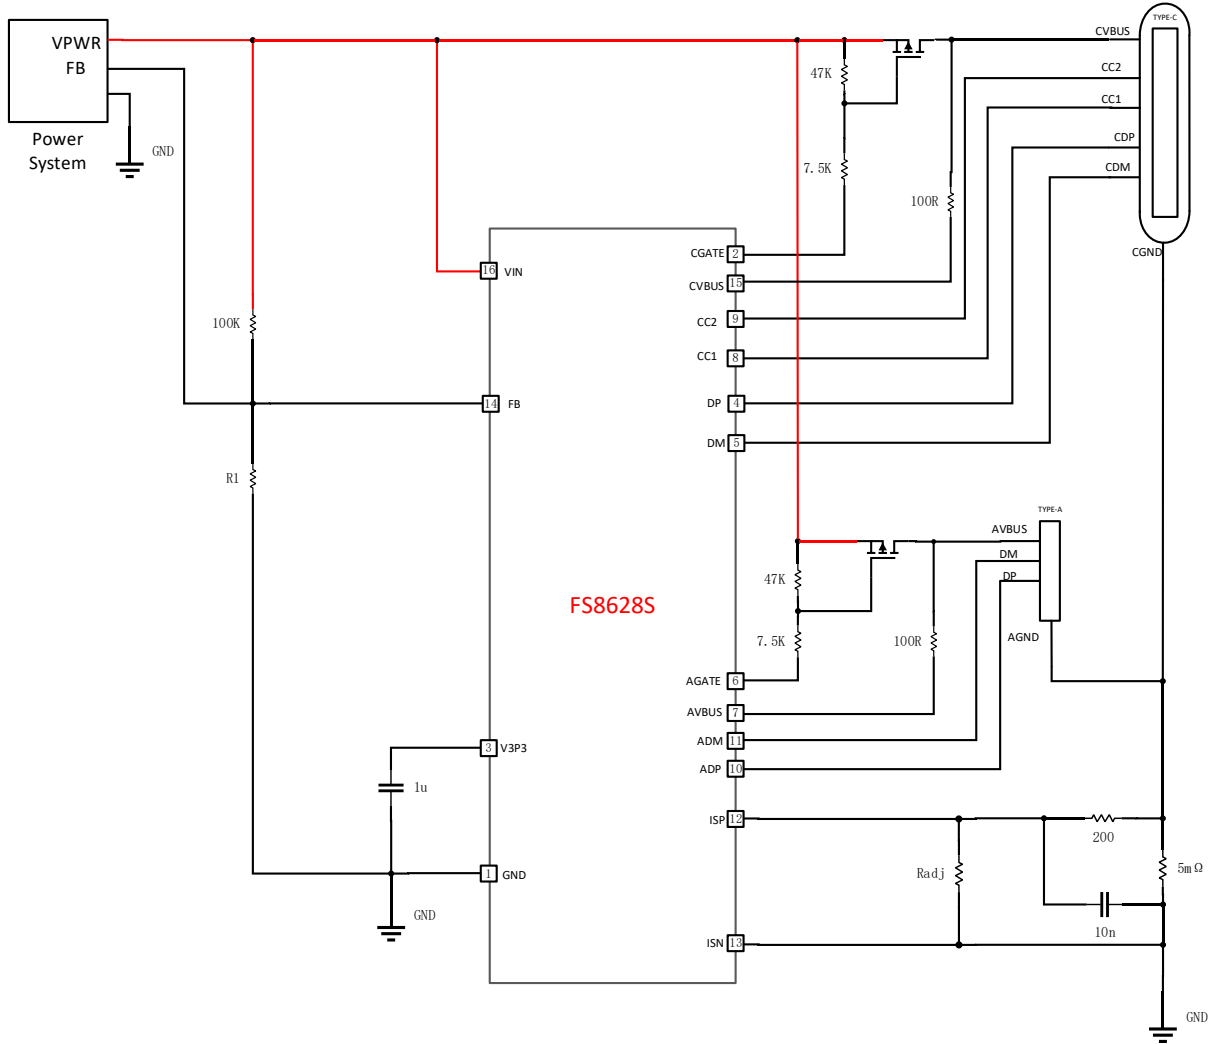 VPWR
FB
Power
System
GND
TYPE-C
CVBUS
CC2
CC1
CDP
CDM
CGND
47K
7.5K
100R
100K
R1
16 VIN
14 FB
CGATE 2
CVBUS 15
CC2 9
CC1 8
DP 4
DM 5
FS8628S
TYPE-A
AVBUS
DM
DP
AGND
47K
7.5K
100R
AGATE 6
AVBUS 7
ADM 11
ADP 10
3 V3P3
1u
1 GND
GND
ISP 12
ISN 13
Radj
200
5mΩ
10n
GND